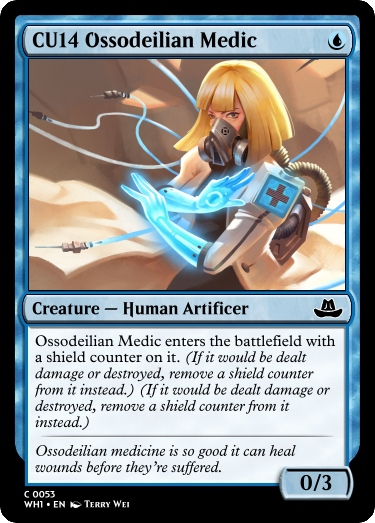 CU14 Ossodeilian Medic
Creature — Human Artificer
Ossodeilian Medic enters the battlefield with
a shield counter on it. (If it would be dealt
damage or destroyed, remove a shield counter
from it instead.) (If it would be dealt damage or
destroyed, remove a shield counter from it
instead.)
Ossodeilian medicine is so good it can heal
wounds before they're suffered.
0/3
C 0053
WH1 • EN Terry Wei